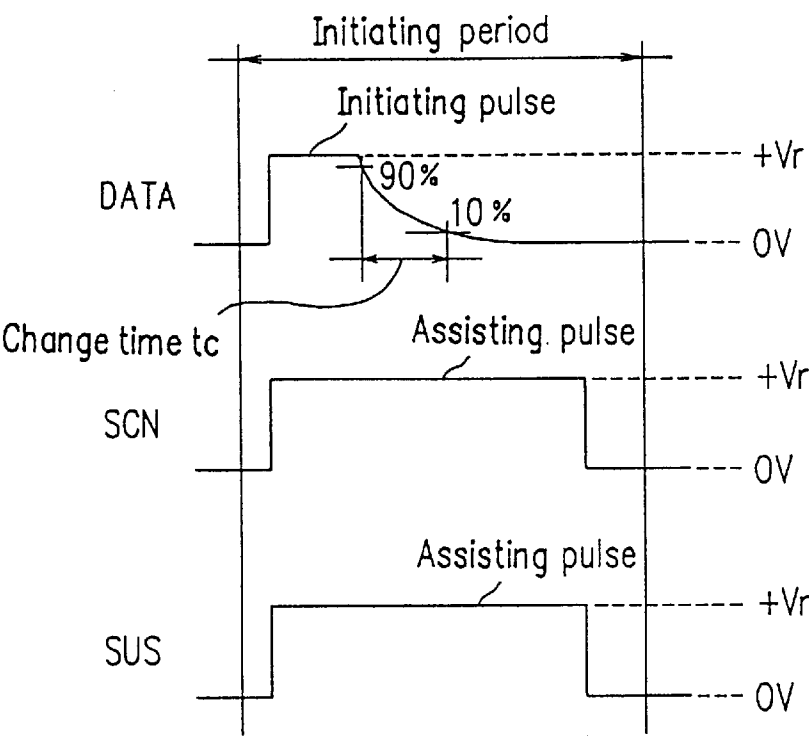 Initiating period
Initiating pulse
+Vr
90%
DATA
10%
0V
Change time tc
Assisting pulse
+Vr
SCN
0V
Assisting pulse
+Vr
SUS
0V